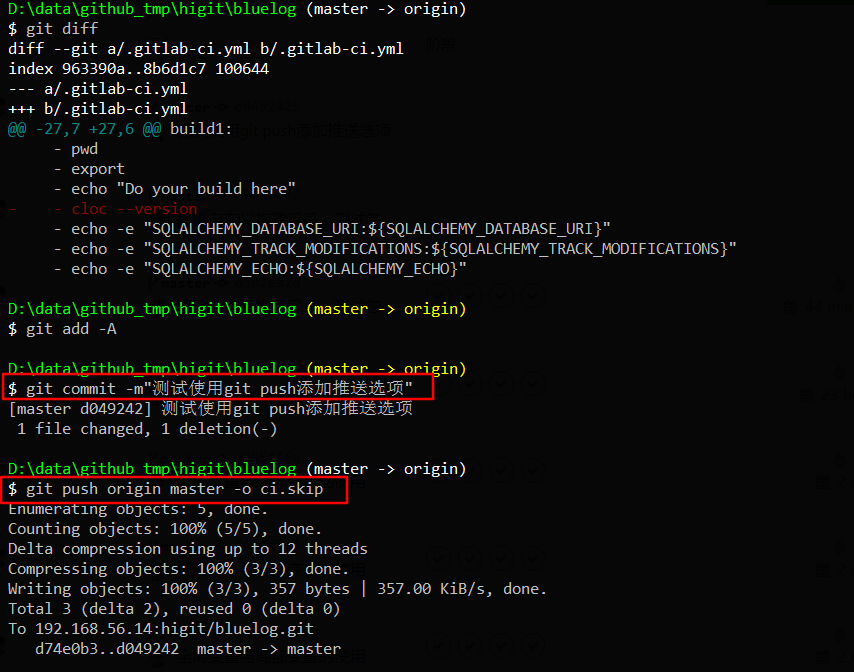 D:\data\github_tmp\higit\bluelog (master -> origin)
$ git diff
diff --git a/.gitlab-ci.yml b/.gitlab-ci.yml
index 963390a..8b6d1c7 100644
--- a/.gitlab-ci.yml
+++ b/.gitlab-ci.yml
@@ -27,7 +27,6 @@ build1:
     - pwd
     - export
     - echo "Do your build here"
-    - cloc --version
     - echo -e "SQLALCHEMY_DATABASE_URI:${SQLALCHEMY_DATABASE_URI}"
     - echo -e "SQLALCHEMY_TRACK_MODIFICATIONS:${SQLALCHEMY_TRACK_MODIFICATIONS}"
     - echo -e "SQLALCHEMY_ECHO:${SQLALCHEMY_ECHO}"
D:\data\github_tmp\higit\bluelog (master -> origin)
$ git add -A
D:\data\github_tmp\higit\bluelog (master -> origin)
$ git commit -m"测试使用git push添加推送选项"
[master d049242] 测试使用git push添加推送选项
 1 file changed, 1 deletion(-)
D:\data\github_tmp\higit\bluelog (master -> origin)
$ git push origin master -o ci.skip
Enumerating objects: 5, done.
Counting objects: 100% (5/5), done.
Delta compression using up to 12 threads
Compressing objects: 100% (3/3), done.
Writing objects: 100% (3/3), 357 bytes | 357.00 KiB/s, done.
Total 3 (delta 2), reused 0 (delta 0)
To 192.168.56.14:higit/bluelog.git
   d74e0b3..d049242  master -> master